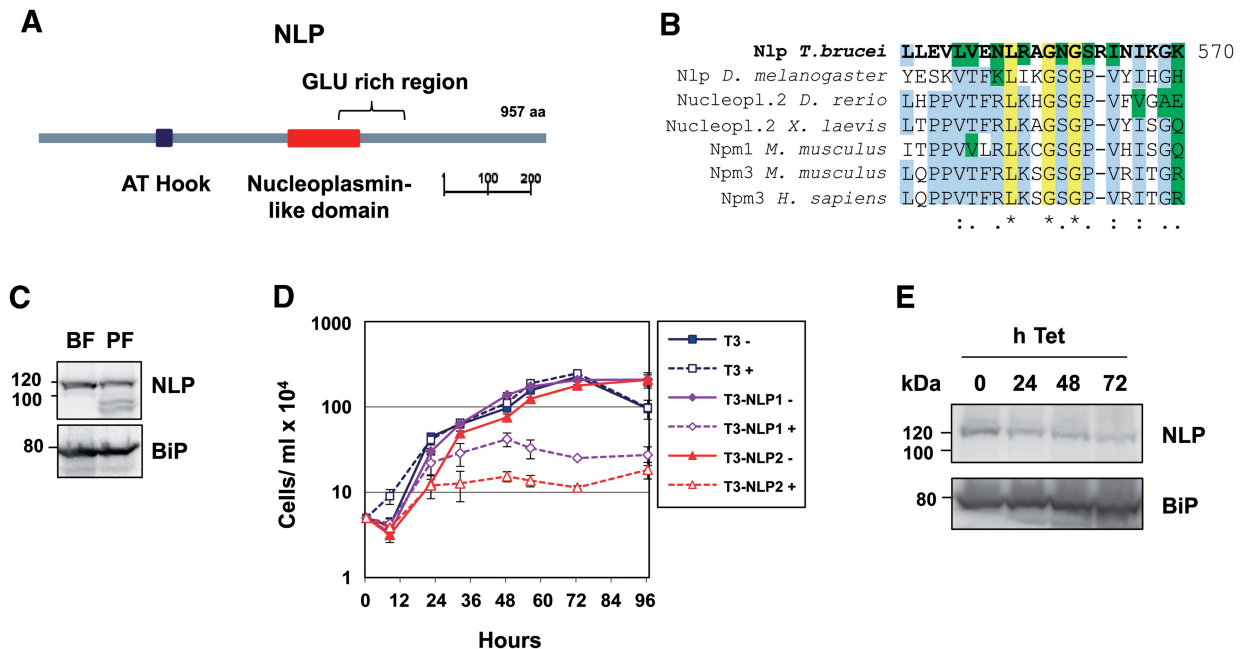 A
NLP
GLU rich region
957 aa
AT Hook
Nucleoplasmin-
like domain
1 100 200
B
Nlp T.brucei LLEVLVENLRAGNGSRINIKGK 570
Nlp D. melanogaster YESKVTFKLIKGSGP-VYIHGH
Nucleopl.2 D. rerio LHPPVTFRLKHGSGP-VFVGAE
Nucleopl.2 X. laevis LTPPVTFRLKAGSGP-VYISGQ
Npm1 M. musculus ITPPVVLRLKCGSGP-VHISGQ
Npm3 M. musculus LQPPVTFRLKSGSGP-VRITGR
Npm3 H. sapiens LQPPVTFRLKSGSGP-VRITGR
:. .* *.*. : : ..
C
BF PF
120
100
NLP
80
BiP
D
Cells/ ml x 10⁴
1000
100
10
1
0 12 24 36 48 60 72 84 96
Hours
T3 -
T3 +
T3-NLP1 -
T3-NLP1 +
T3-NLP2 -
T3-NLP2 +
E
h Tet
kDa 0 24 48 72
120
100
NLP
80
BiP